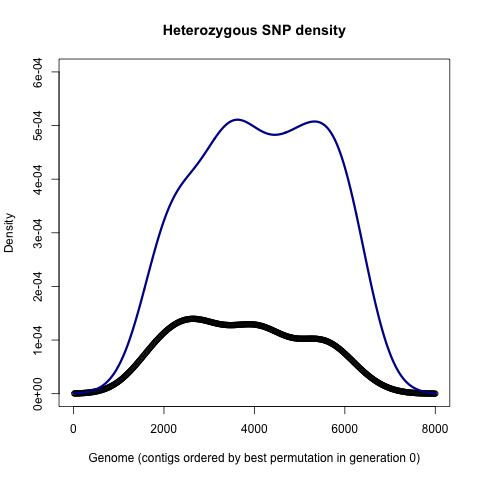 Heterozygous SNP density
Density
6e-04
5e-04
4e-04
3e-04
2e-04
1e-04
0e+00
0 2000 4000 6000 8000
Genome (contigs ordered by best permutation in generation 0)